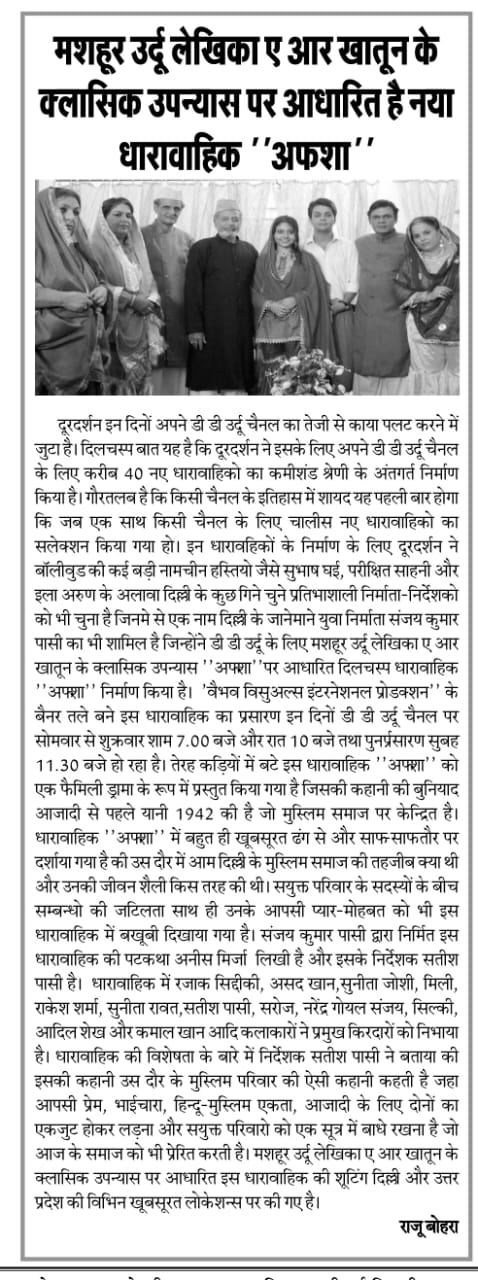 मशहूर उर्दू लेखिका ए आर खातून के
क्लासिक उपन्यास पर आधारित है नया
धारावाहिक ''अफशा''
दूरदर्शन इन दिनों अपने डी डी उर्दू चैनल का तेजी से काया पलट करने में
जुटा है। दिलचस्प बात यह है कि दूरदर्शन ने इसके लिए अपने डी डी उर्दू चैनल
के लिए करीब 40 नए धारावाहिको का कमीशंड श्रेणी के अंतगर्त निर्माण
किया है। गौरतलब है कि किसी चैनल के इतिहास में शायद यह पहली बार होगा
कि जब एक साथ किसी चैनल के लिए चालीस नए धारावाहिको का
सलेक्शन किया गया हो। इन धारावहिकों के निर्माण के लिए दूरदर्शन ने
बॉलीवुड की कई बड़ी नामचीन हस्तियो जैसे सुभाष घई, परीक्षित साहनी और
इला अरुण के अलावा दिल्ली के कुछ गिने चुने प्रतिभाशाली निर्माता-निर्देशको
को भी चुना है जिनमे से एक नाम दिल्ली के जानेमाने युवा निर्माता संजय कुमार
पासी का भी शामिल है जिन्होंने डी डी उर्दू के लिए मशहूर उर्दू लेखिका ए आर
खातून के क्लासिक उपन्यास ''अफ्शा''पर आधारित दिलचस्प धारावाहिक
''अफ्शा'' निर्माण किया है। 'वैभव विसुअल्स इंटरनेशनल प्रोडक्शन'' के
बैनर तले बने इस धारावाहिक का प्रसारण इन दिनों डी डी उर्दू चैनल पर
सोमवार से शुक्रवार शाम 7.00 बजे और रात 10 बजे तथा पुनर्प्रसारण सुबह
11.30 बजे हो रहा है। तेरह कड़ियों में बटे इस धारावाहिक ''अफ्शा'' को
एक फैमिली ड्रामा के रूप में प्रस्तुत किया गया है जिसकी कहानी की बुनियाद
आजादी से पहले यानी 1942 की है जो मुस्लिम समाज पर केन्द्रित है।
धारावाहिक ''अफ्शा'' में बहुत ही खूबसूरत ढंग से और साफ-साफतौर पर
दर्शाया गया है की उस दौर में आम दिल्ली के मुस्लिम समाज की तहजीब क्या थी
और उनकी जीवन शैली किस तरह की थी। सयुक्त परिवार के सदस्यों के बीच
सम्बन्धो की जटिलता साथ ही उनके आपसी प्यार-मोहबत को भी इस
धारावाहिक में बखूबी दिखाया गया है। संजय कुमार पासी द्वारा निर्मित इस
धारावाहिक की पटकथा अनीस मिर्जा लिखी है और इसके निर्देशक सतीश
पासी है। धारावाहिक में रजाक सिद्दीकी, असद खान,सुनीता जोशी, मिली,
राकेश शर्मा, सुनीता रावत,सतीश पासी, सरोज, नरेंद्र गोयल संजय, सिल्की,
आदिल शेख और कमाल खान आदि कलाकारों ने प्रमुख किरदारों को निभाया
है। धारावाहिक की विशेषता के बारे में निर्देशक सतीश पासी ने बताया की
इसकी कहानी उस दौर के मुस्लिम परिवार की ऐसी कहानी कहती है जहा
आपसी प्रेम, भाईचारा, हिन्दू-मुस्लिम एकता, आजादी के लिए दोनों का
एकजुट होकर लड़ना और सयुक्त परिवारो को एक सूत्र में बाधे रखना है जो
आज के समाज को भी प्रेरित करती है। मशहूर उर्दू लेखिका ए आर खातून के
क्लासिक उपन्यास पर आधारित इस धारावाहिक की शूटिंग दिल्ली और उत्तर
प्रदेश की विभिन खूबसूरत लोकेशन्स पर की गए है।
राजू बोहरा